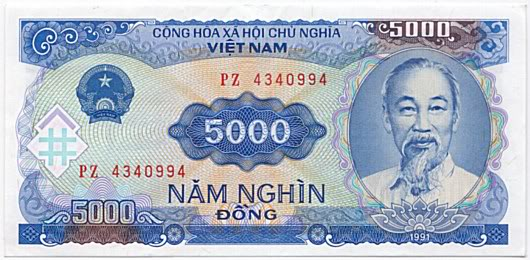 CỘNG HÒA XÃ HỘI CHỦ NGHĨA
VIỆT NAM
5000
PZ 4340994
5000
PZ 4340994
NĂM NGHÌN
ĐỒNG
5000
1991